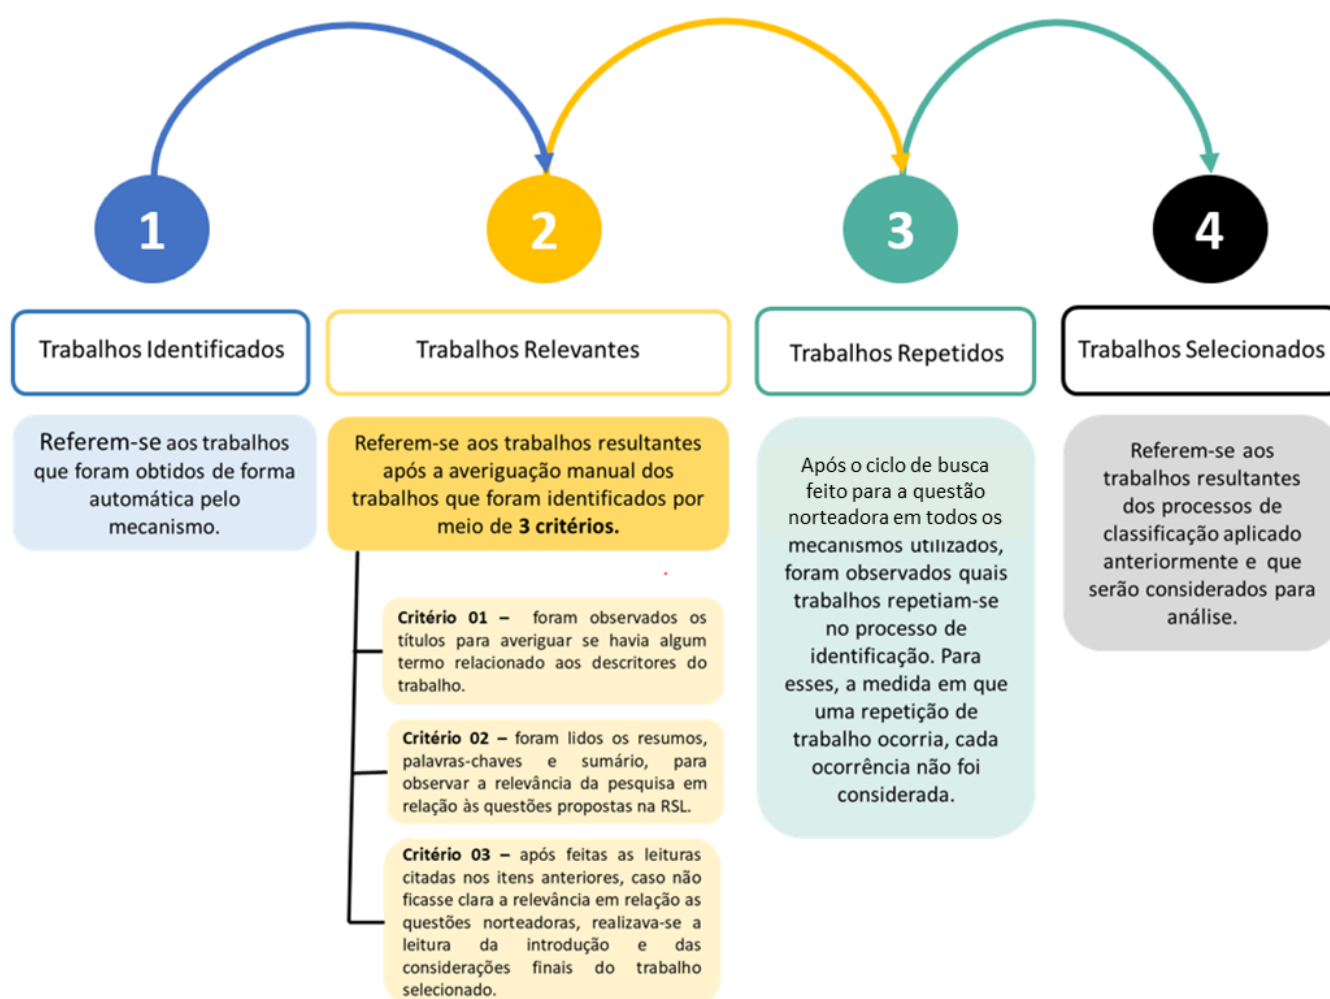 1
2
3
4
Trabalhos Identificados
Trabalhos Relevantes
Trabalhos Repetidos
Trabalhos Selecionados
Referem-se aos trabalhos
que foram obtidos de forma
automática pelo
mecanismo.
Referem-se aos trabalhos resultantes
após a averiguação manual dos
trabalhos que foram identificados por
meio de 3 critérios.
Critério 01 – foram observados os
títulos para averiguar se havia algum
termo relacionado aos descritores do
trabalho.
Critério 02 – foram lidos os resumos,
palavras-chaves e sumário, para
observar a relevância da pesquisa em
relação às questões propostas na RSL.
Critério 03 – após feitas as leituras
citadas nos itens anteriores, caso não
ficasse clara a relevância em relação as
questões norteadoras, realizava-se a
leitura da introdução e das
considerações finais do trabalho
selecionado.
Após o ciclo de busca
feito para a questão
norteadora em todos os
mecanismos utilizados,
foram observados quais
trabalhos repetiam-se
no processo de
identificação. Para
esses, a medida em que
uma repetição de
trabalho ocorria, cada
ocorrência não foi
considerada.
Referem-se aos
trabalhos resultantes
dos processos de
classificação aplicado
anteriormente e que
serão considerados para
análise.